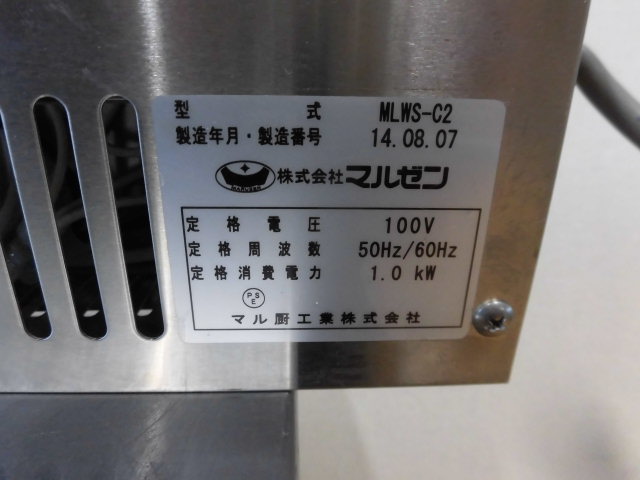 型式 MLWS-C2
製造年月・製造番号 14.08.07
MARUZEN 株式会社マルゼン
定格電圧 100V
定格周波数 50Hz/60Hz
定格消費電力 1.0 kW
PSE
マル厨工業株式会社